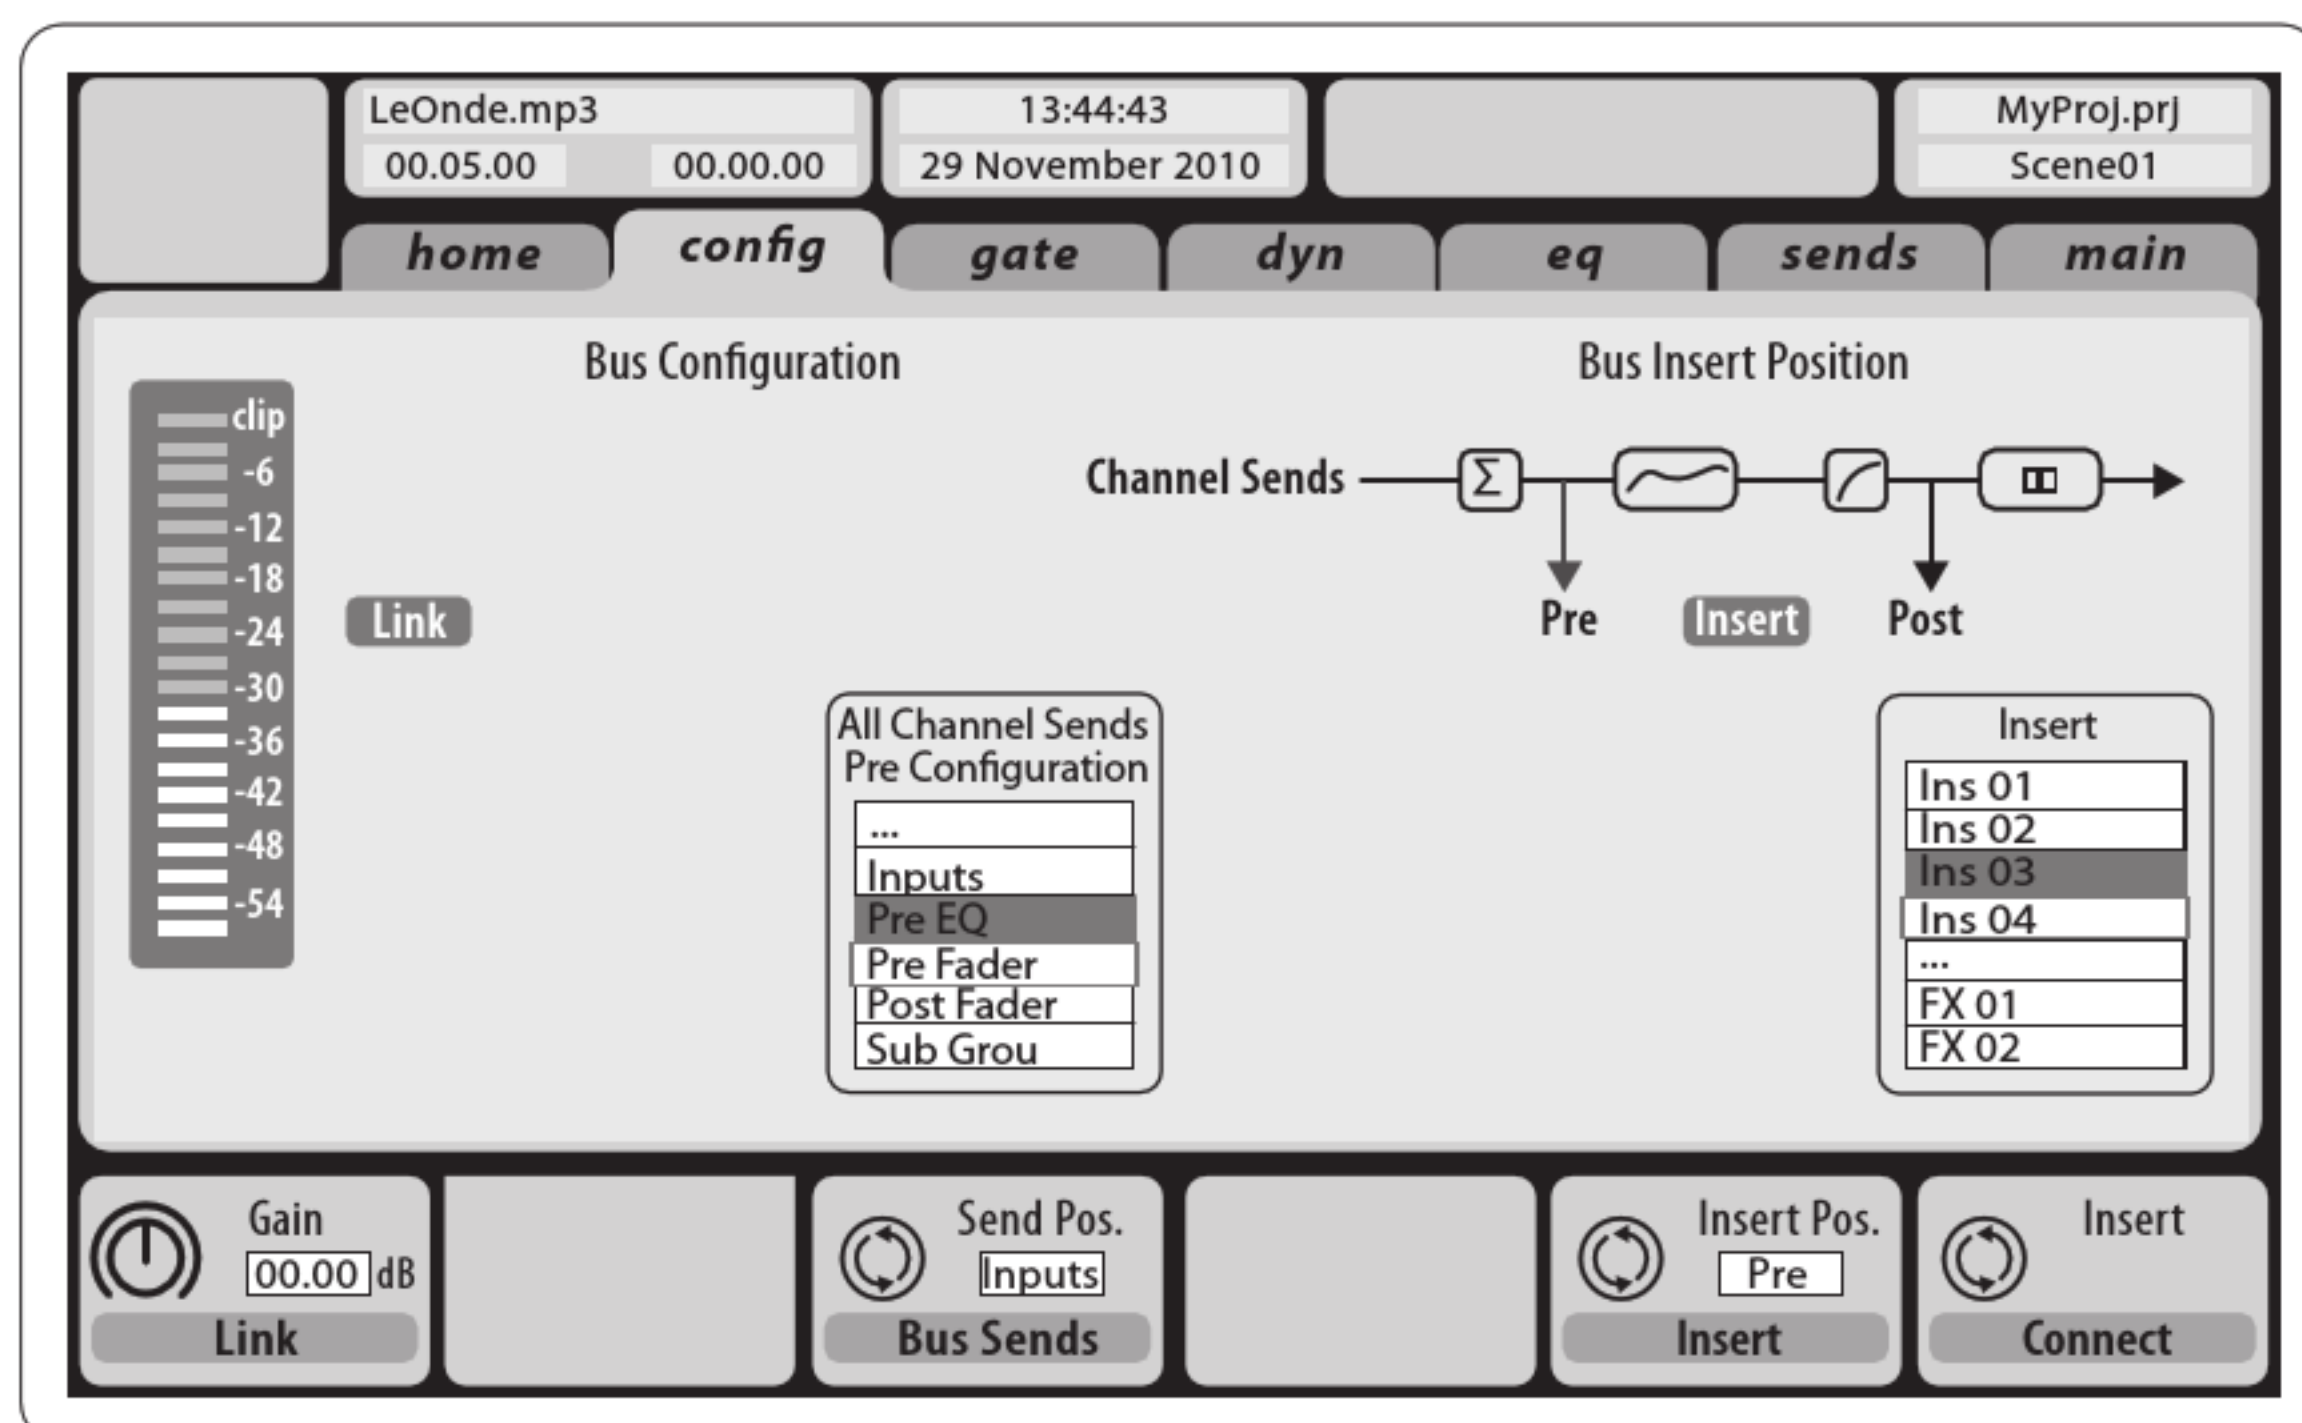 LeOnde.mp3
00.05.00 00.00.00
13:44:43
29 November 2010
MyProj.prj
Scene01
home config gate dyn eq sends main
Bus Configuration
Bus Insert Position
clip
-6
-12
-18
-24
-30
-36
-42
-48
-54
Link
Channel Sends
Σ
Pre Insert Post
All Channel Sends
Pre Configuration
...
Inputs
Pre EQ
Pre Fader
Post Fader
Sub Grou
Insert
Ins 01
Ins 02
Ins 03
Ins 04
...
FX 01
FX 02
Gain
00.00 dB
Link
Send Pos.
Inputs
Bus Sends
Insert Pos.
Pre
Insert
Insert
Connect